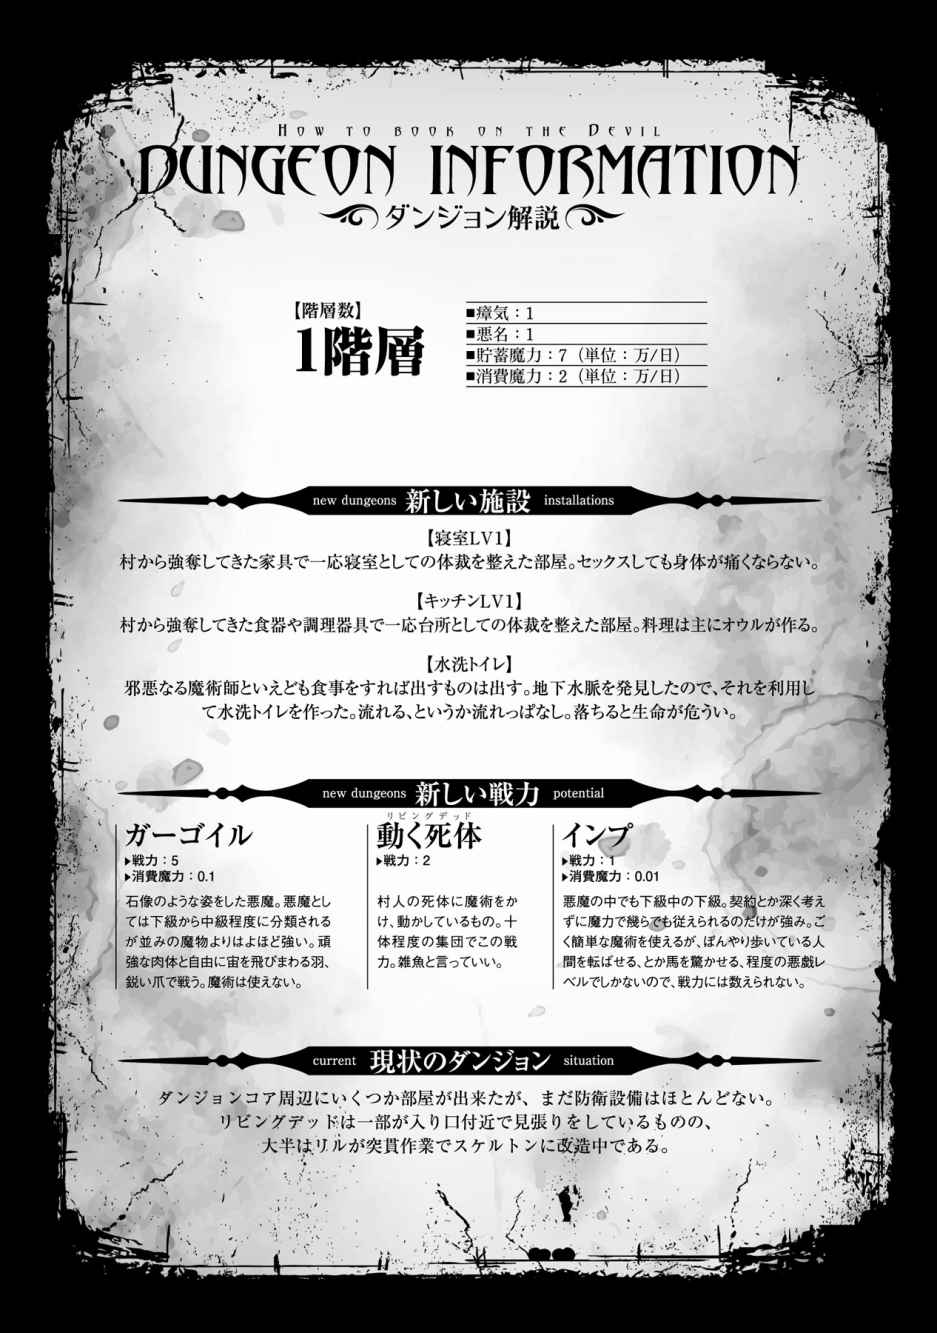 HOW TO BOOK ON THE DEVIL
DUNGEON INFORMATION
ダンジョン解説
【階層数】
1階層
■瘴気：1
■悪名：1
■貯蓄魔力：7（単位：万/日）
■消費魔力：2（単位：万/日）
new dungeons 新しい施設 installations
【寝室LV1】
村から強奪してきた家具で一応寝室としての体裁を整えた部屋。セックスしても身体が痛くならない。
【キッチンLV1】
村から強奪してきた食器や調理器具で一応台所としての体裁を整えた部屋。料理は主にオウルが作る。
【水洗トイレ】
邪悪なる魔術師といえども食事をすれば出すものは出す。地下水脈を発見したので、それを利用し
て水洗トイレを作った。流れる、というか流れっぱなし。落ちると生命が危うい。
new dungeons 新しい戦力 potential
ガーゴイル
▶戦力：5
▶消費魔力：0.1
石像のような姿をした悪魔。悪魔とし
ては下級から中級程度に分類される
が並みの魔物よりはよほど強い。頑
強な肉体と自由に宙を飛びまわる羽、
鋭い爪で戦う。魔術は使えない。
リビングデッド
動く死体
▶戦力：2
村人の死体に魔術をか
け、動かしているもの。十
体程度の集団でこの戦
力。雑魚と言っていい。
インプ
▶戦力：1
▶消費魔力：0.01
悪魔の中でも下級中の下級。契約とか深く考え
ずに魔力で幾らでも従えられるのだけが強み。ご
く簡単な魔術を使えるが、ぼんやり歩いている人
間を転ばせる、とか馬を驚かせる、程度の悪戯レ
ベルでしかないので、戦力には数えられない。
current 現状のダンジョン situation
ダンジョンコア周辺にいくつか部屋が出来たが、まだ防衛設備はほとんどない。
リビングデッドは一部が入り口付近で見張りをしているものの、
大半はリルが突貫作業でスケルトンに改造中である。